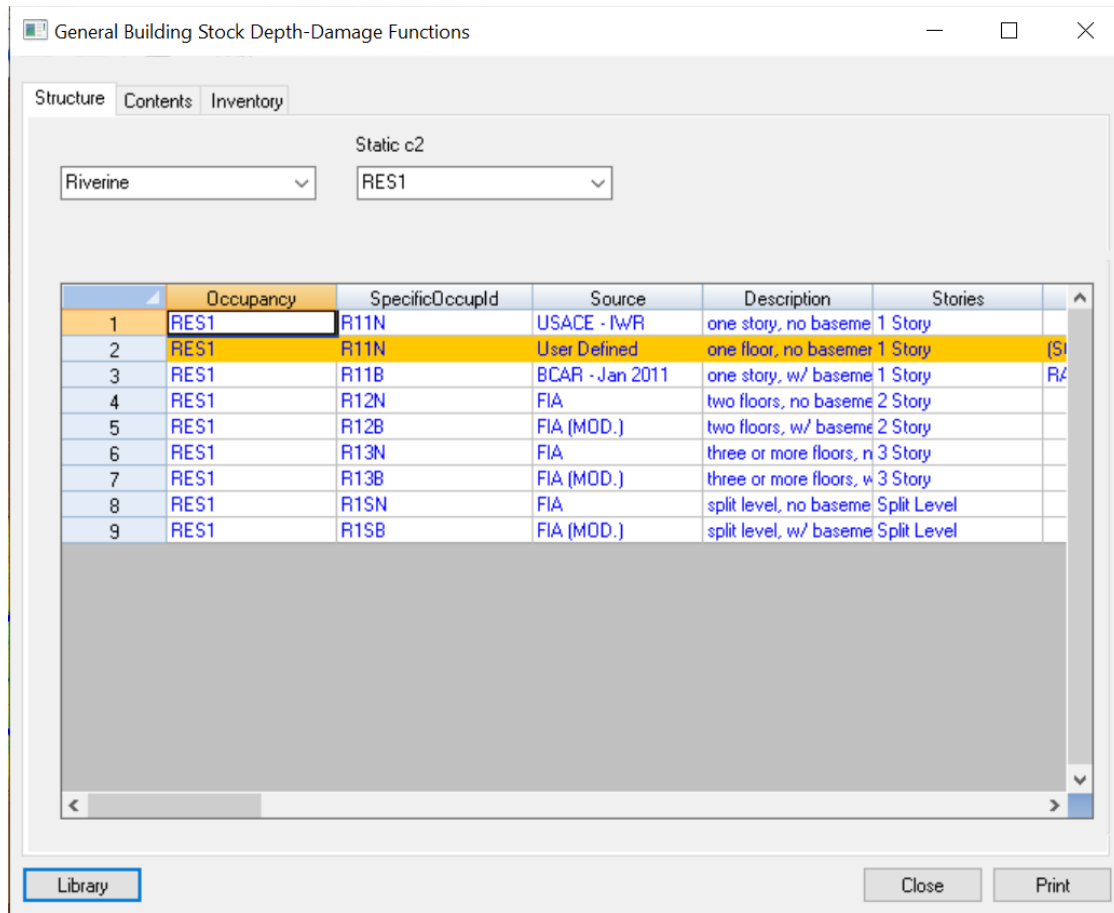 General Building Stock Depth-Damage Functions
Structure Contents Inventory
Static c2
Riverine RES1
Occupancy SpecificOccupId Source Description Stories
1 RES1 R11N USACE - IWR one story, no baseme 1 Story
2 RES1 R11N User Defined one floor, no basemer 1 Story (S
3 RES1 R11B BCAR - Jan 2011 one story, w/ baseme 1 Story RA
4 RES1 R12N FIA two floors, no baseme 2 Story
5 RES1 R12B FIA (MOD.) two floors, w/ baseme 2 Story
6 RES1 R13N FIA three or more floors, n 3 Story
7 RES1 R13B FIA (MOD.) three or more floors, w 3 Story
8 RES1 R1SN FIA split level, no baseme Split Level
9 RES1 R1SB FIA (MOD.) split level, w/ baseme Split Level
Library Close Print